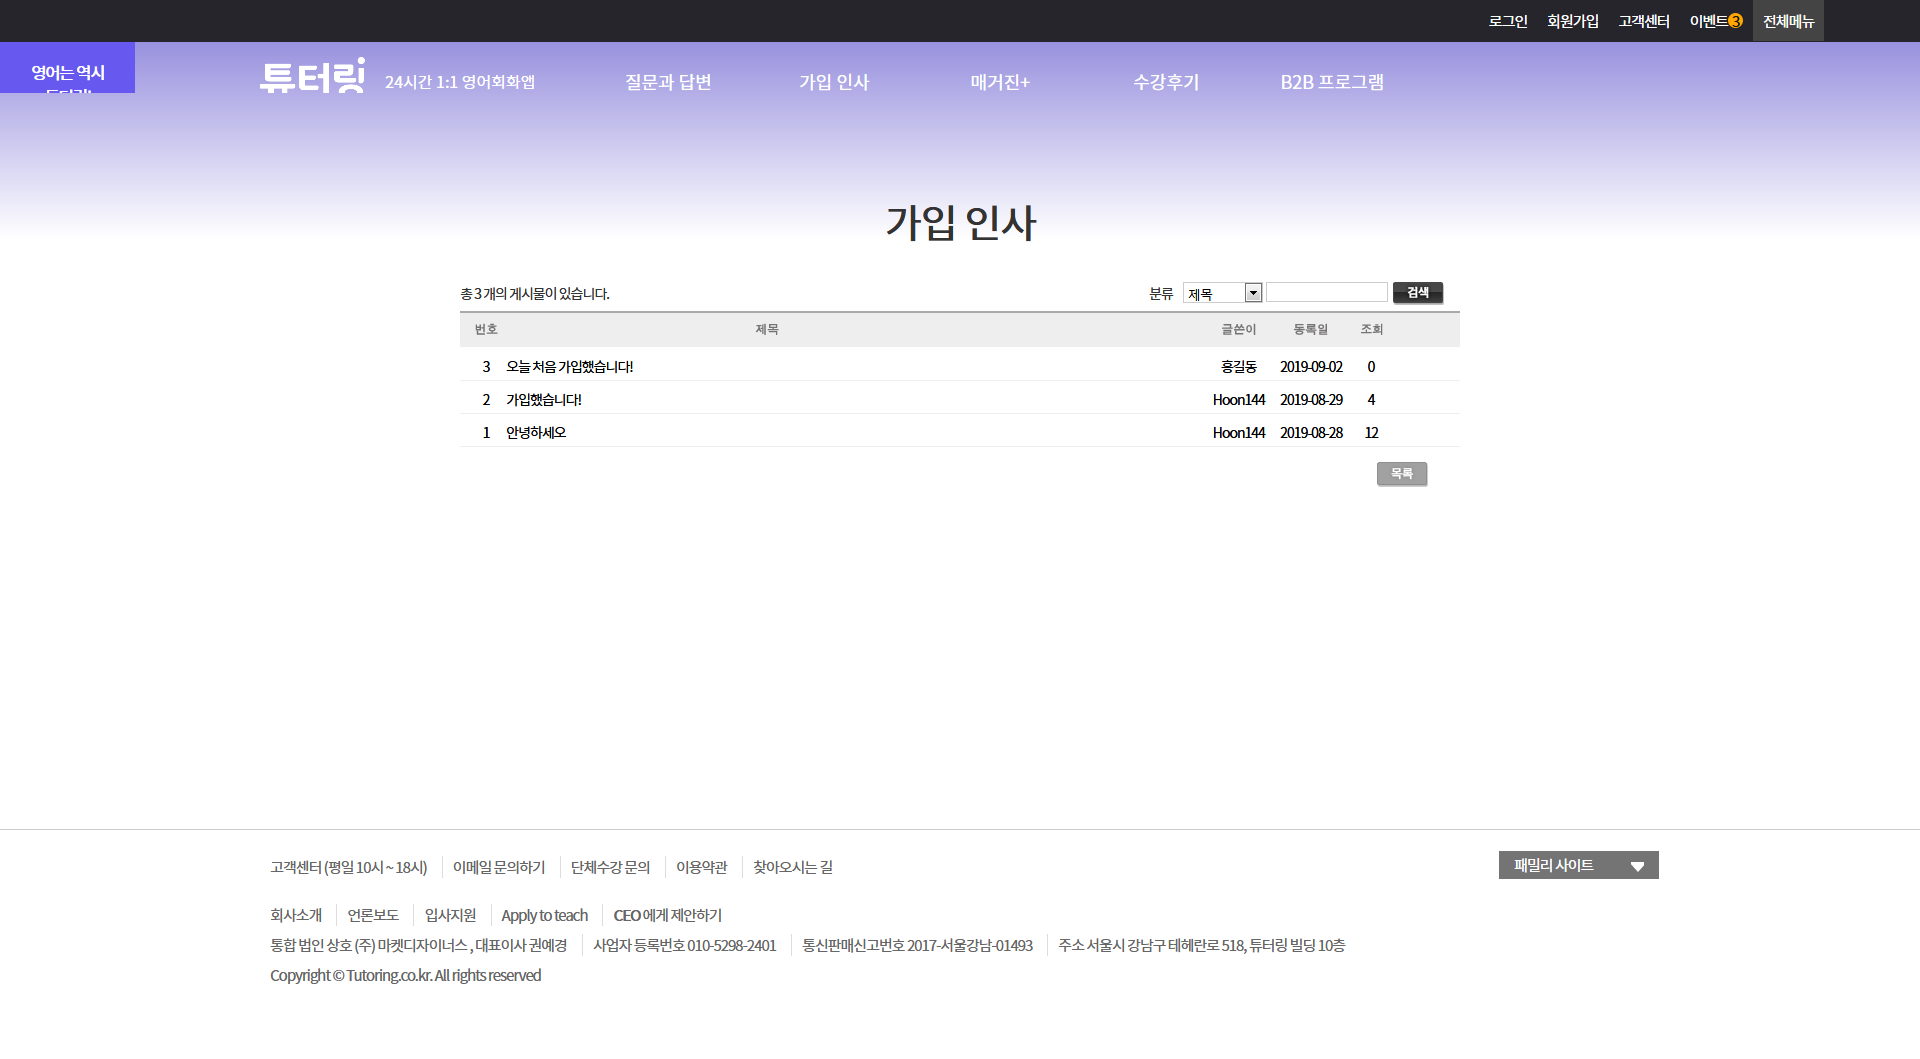 로그인 회원가입 고객센터 이벤트3 전체메뉴
영어는 역시
튜터링 24시간 1:1 영어회화앱 질문과 답변 가입 인사 매거진+ 수강후기 B2B 프로그램
가입 인사
총 3 개의 게시물이 있습니다. 분류 제목 검색
번호 제목 글쓴이 등록일 조회
3 오늘 처음 가입했습니다! 홍길동 2019-09-02 0
2 가입했습니다! Hoon144 2019-08-29 4
1 안녕하세오 Hoon144 2019-08-28 12
목록
고객센터 (평일 10시 ~ 18시) 이메일 문의하기 단체수강 문의 이용약관 찾아오시는 길 패밀리 사이트
회사소개 언론보도 입사지원 Apply to teach CEO 에게 제안하기
통합 법인 상호 (주) 마켓디자이너스 , 대표이사 권예경 사업자 등록번호 010-5298-2401 통신판매신고번호 2017-서울강남-01493 주소 서울시 강남구 테헤란로 518, 튜터링 빌딩 10층
Copyright © Tutoring.co.kr. All rights reserved